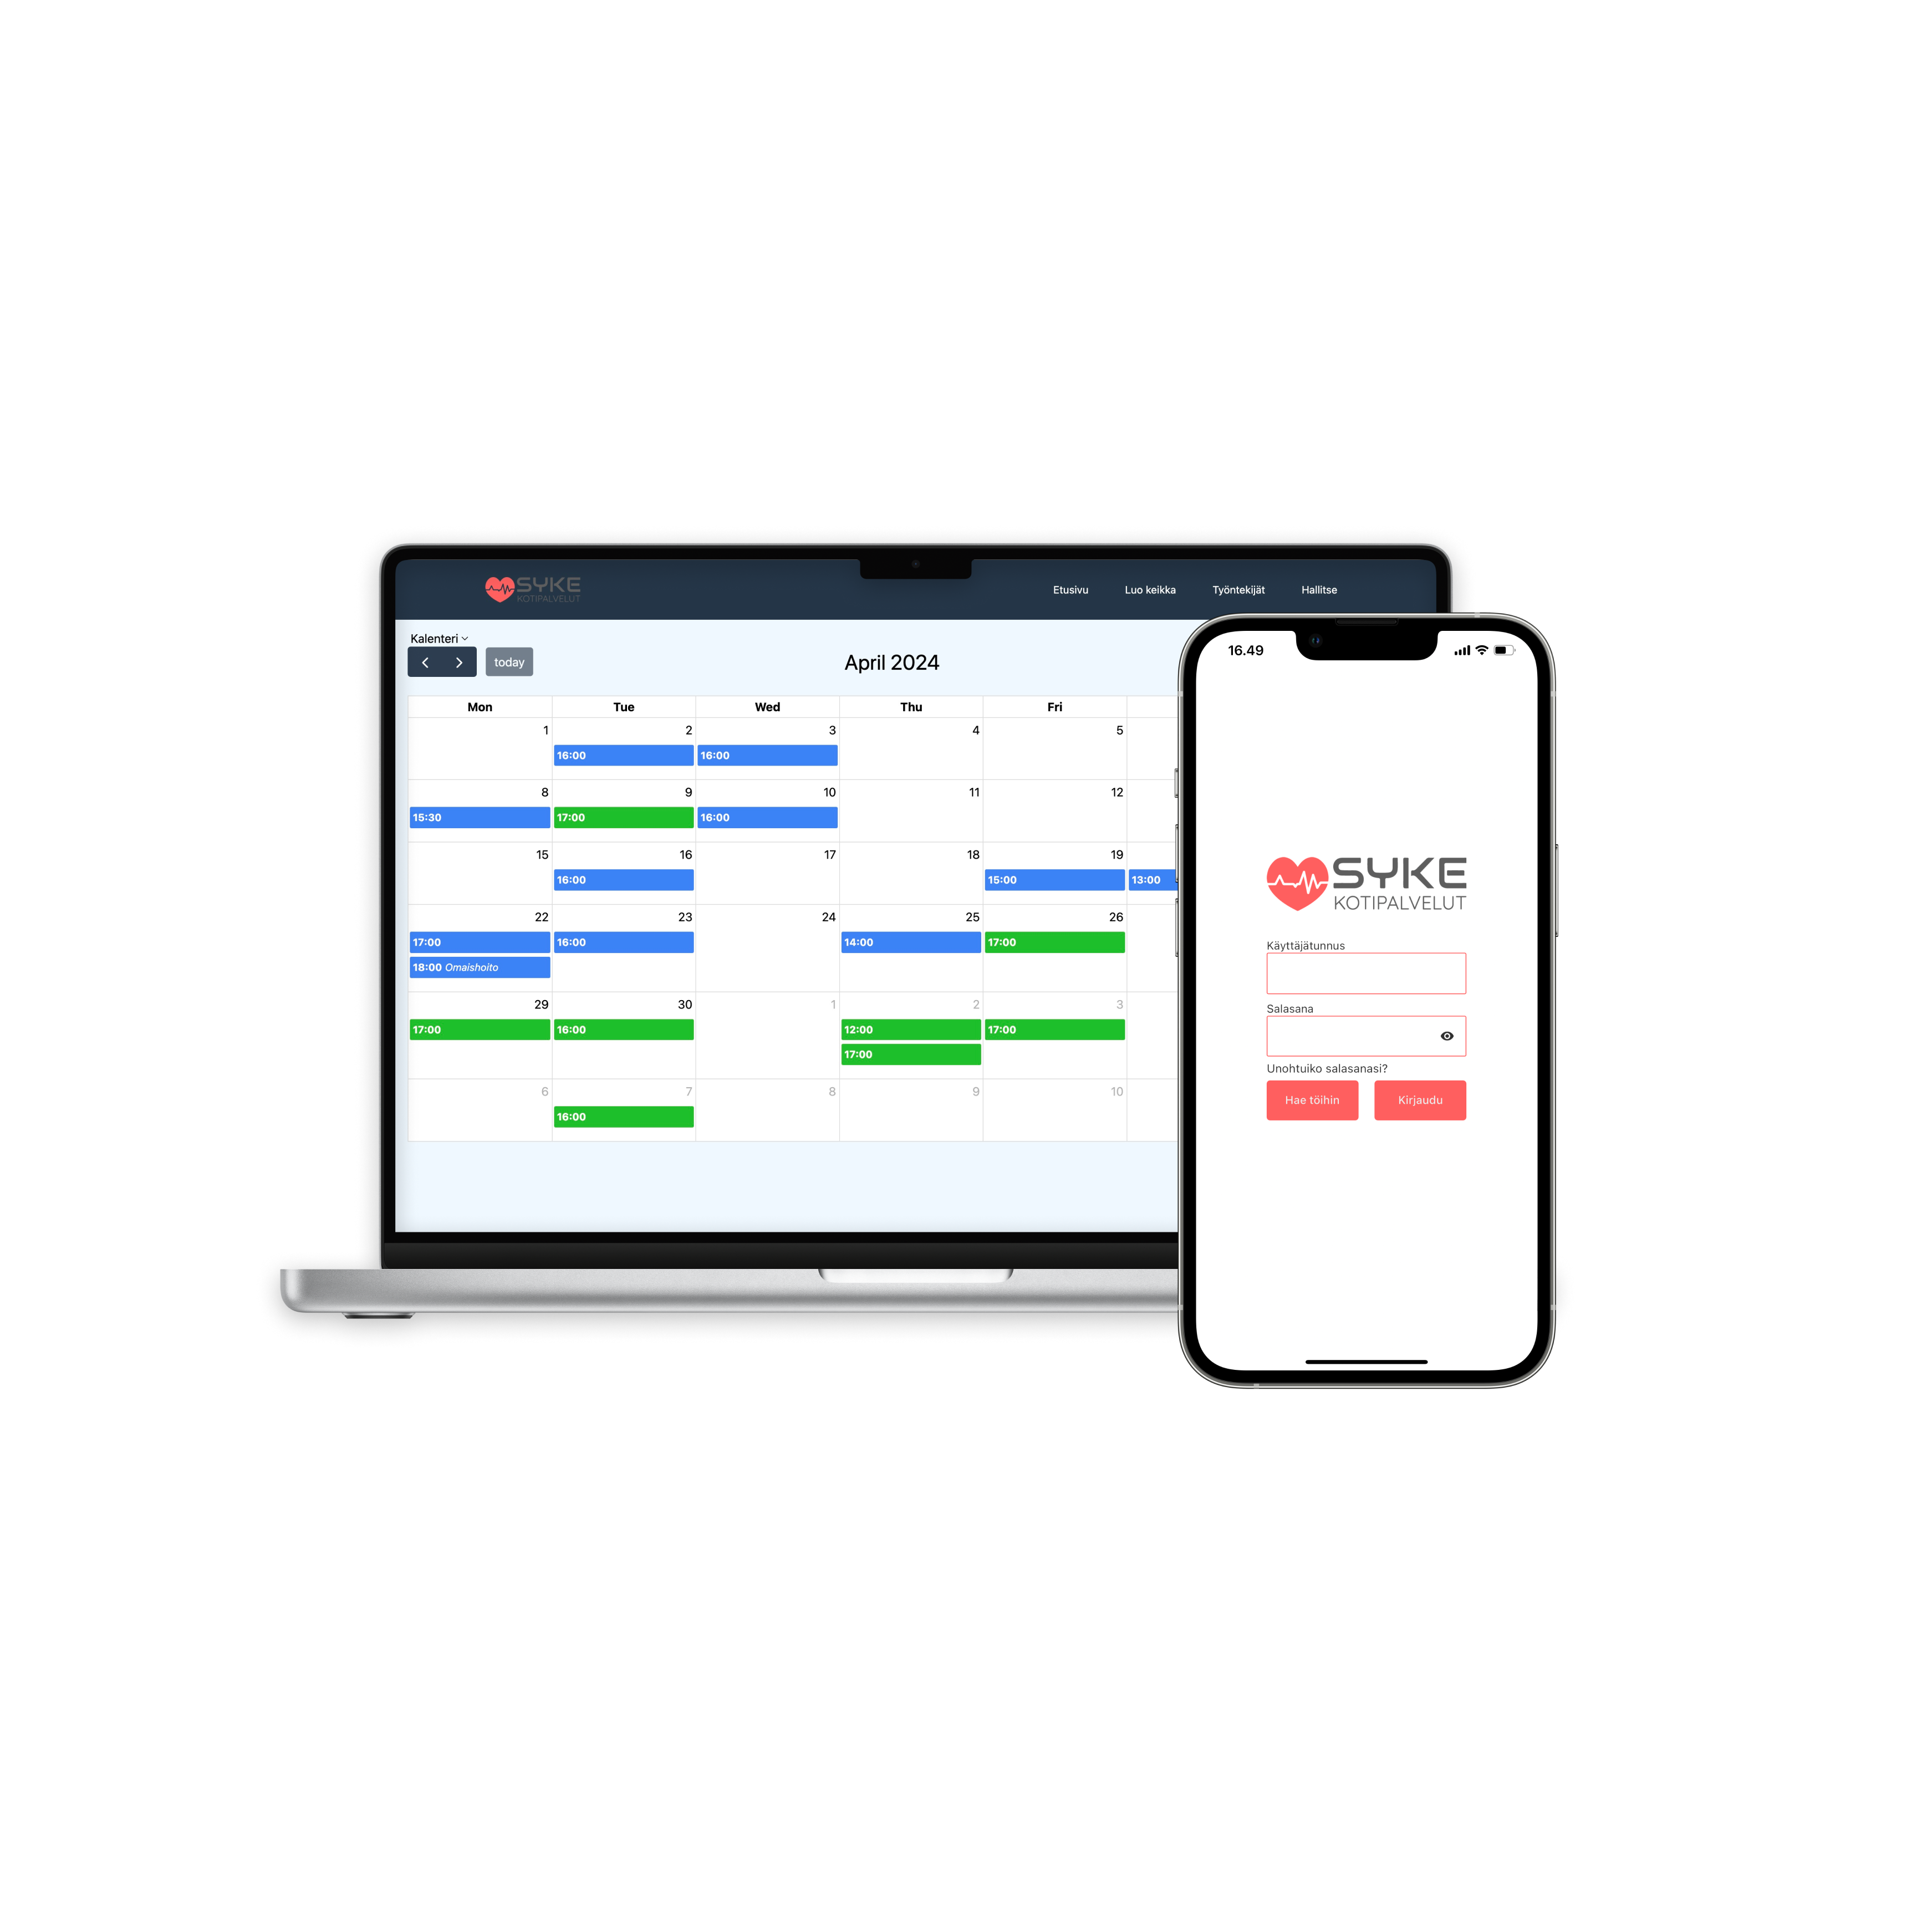 SYKE
KOTIPALVELUT
Etusivu Luo keikka Työntekijät Hallitse
Kalenteri
today
April 2024
Mon Tue Wed Thu Fri
1 2 3 4 5
16:00 16:00
8 9 10 11 12
15:30 17:00 16:00
15 16 17 18 19
16:00 15:00 13:00
22 23 24 25 26
17:00 16:00 14:00 17:00
18:00 Omaishoito
29 30 1 2 3
17:00 16:00 12:00 17:00
17:00
6 7 8 9 10
16:00
16.49
SYKE
KOTIPALVELUT
Käyttäjätunnus
Salasana
Unohtuiko salasanasi?
Hae töihin Kirjaudu